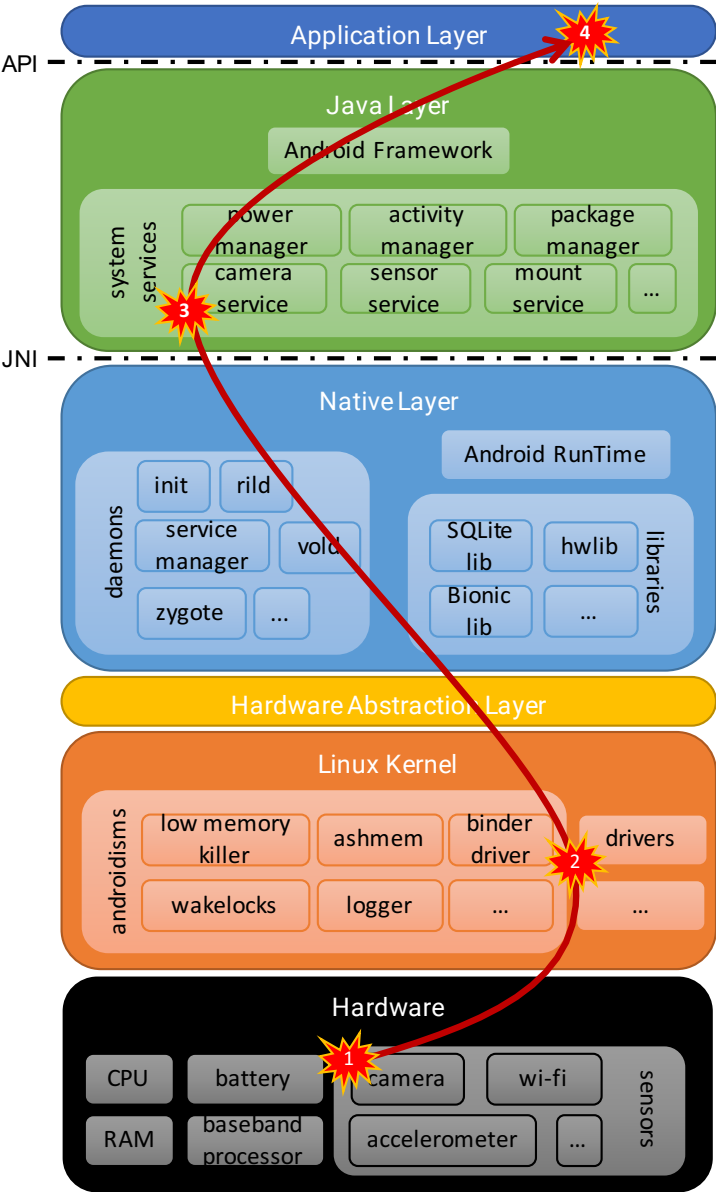 Application Layer
4
API
Java Layer
Android Framework
system
services
power
manager
activity
manager
package
manager
camera
service
sensor
service
mount
service
...
3
JNI
Native Layer
Android RunTime
daemons
init
rild
service
manager
vold
zygote
...
SQLite
lib
hwlib
Bionic
lib
...
libraries
Hardware Abstraction Layer
Linux Kernel
androidisms
low memory
killer
ashmem
binder
driver
drivers
2
wakelocks
logger
...
...
Hardware
1
CPU
battery
camera
wi-fi
sensors
RAM
baseband
processor
accelerometer
...